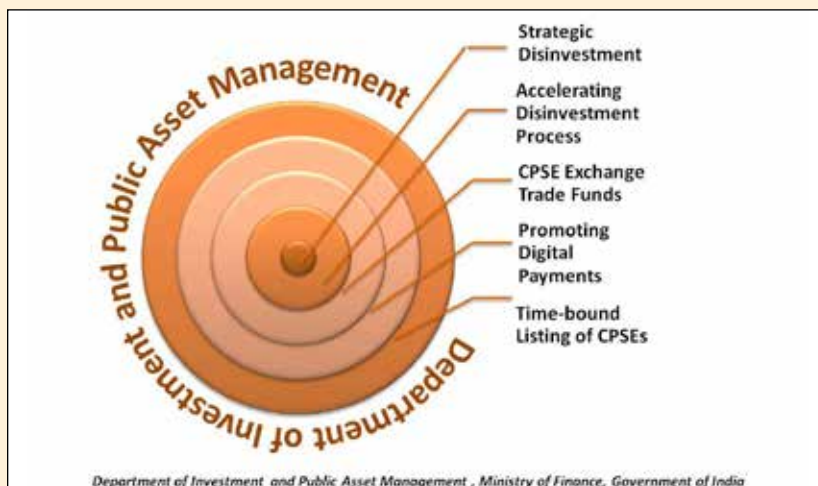 Department of Investment and Public Asset Management
Strategic
Disinvestment
Accelerating
Disinvestment
Process
CPSE Exchange
Trade Funds
Promoting
Digital
Payments
Time-bound
Listing of CPSEs
Department of Investment and Public Asset Management , Ministry of Finance, Government of India